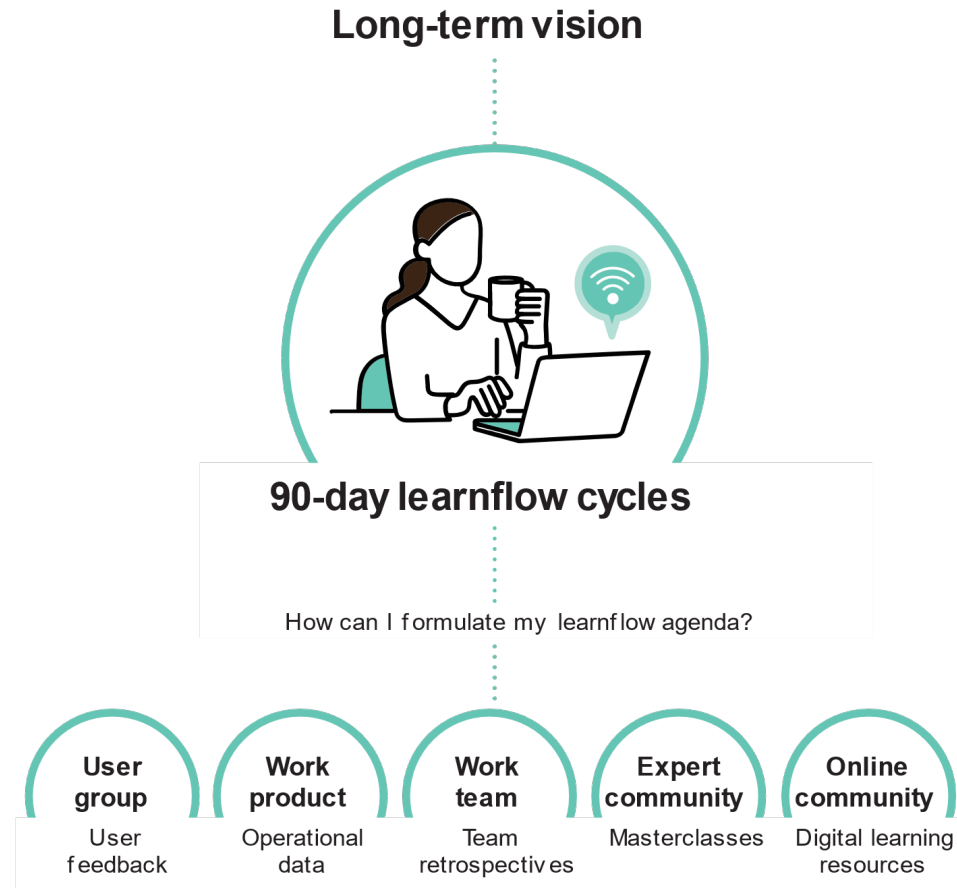 Long-term vision
90-day learnflow cycles
How can I formulate my learnflow agenda?
User
group
User
feedback
Work
product
Operational
data
Work
team
Team
retrospectives
Expert
community
Masterclasses
Online
community
Digital learning
resources